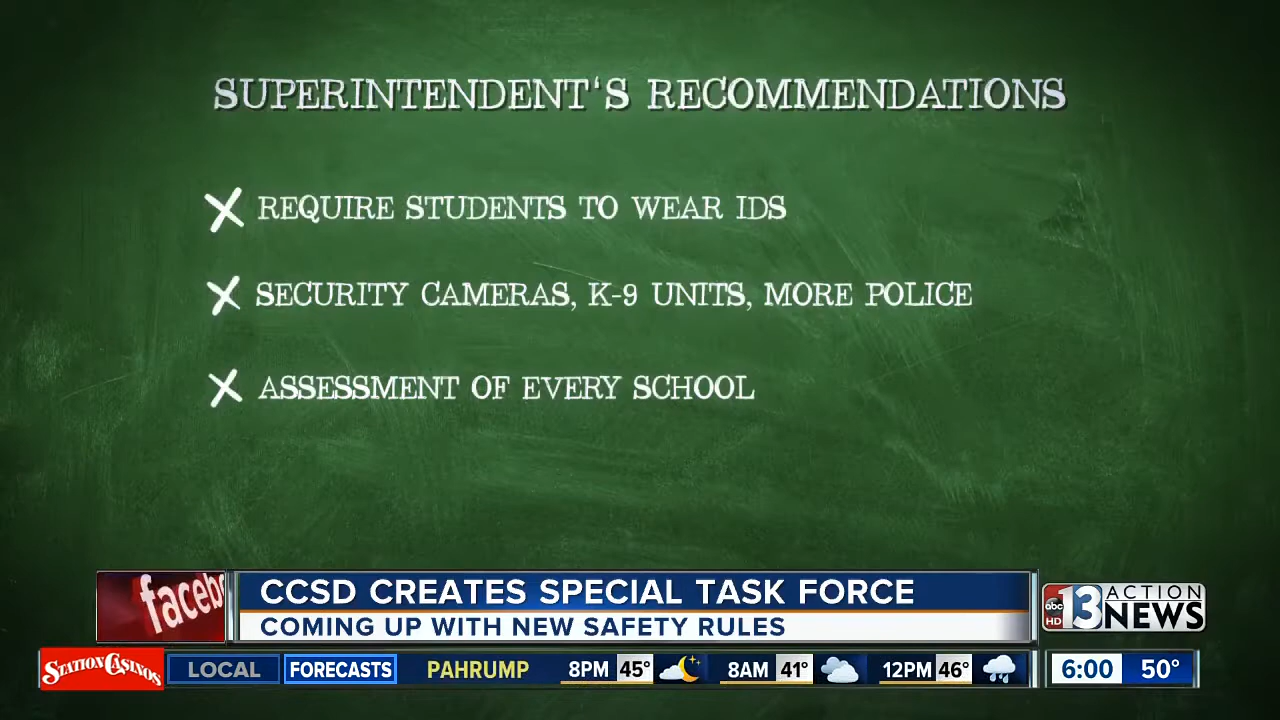 SUPERINTENDENT'S RECOMMENDATIONS
REQUIRE STUDENTS TO WEAR IDS
SECURITY CAMERAS, K-9 UNITS, MORE POLICE
ASSESSMENT OF EVERY SCHOOL
faceb
CCSD CREATES SPECIAL TASK FORCE
COMING UP WITH NEW SAFETY RULES
abc HD 13 ACTION NEWS
STATION CASINOS LOCAL FORECASTS PAHRUMP 8PM 45° 8AM 41° 12PM 46° 6:00 50°